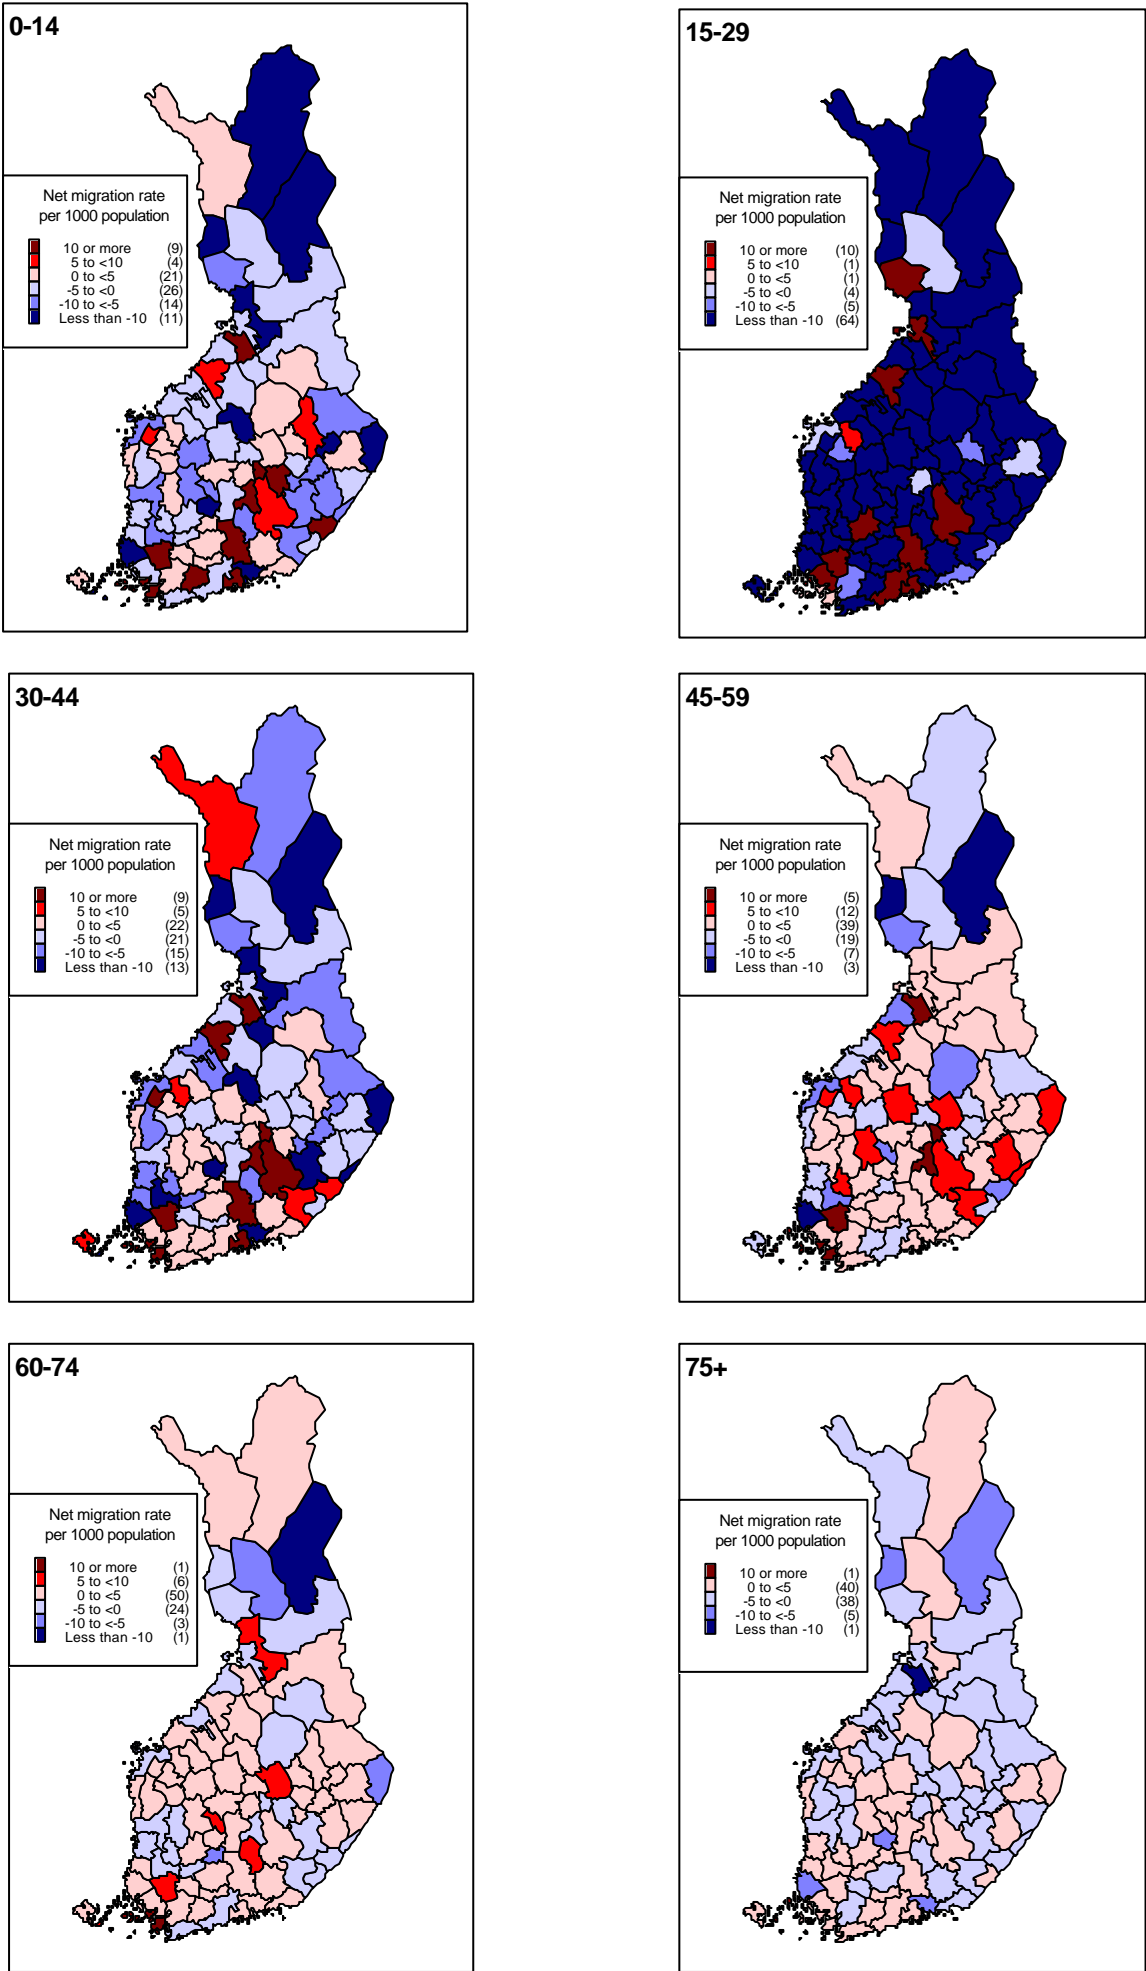 0-14
Net migration rate
per 1000 population
10 or more (9)
5 to <10 (4)
0 to <5 (21)
-5 to <0 (26)
-10 to <-5 (14)
Less than -10 (11)
15-29
Net migration rate
per 1000 population
10 or more (10)
5 to <10 (1)
0 to <5 (1)
-5 to <0 (4)
-10 to <-5 (5)
Less than -10 (64)
30-44
Net migration rate
per 1000 population
10 or more (9)
5 to <10 (5)
0 to <5 (22)
-5 to <0 (21)
-10 to <-5 (15)
Less than -10 (13)
45-59
Net migration rate
per 1000 population
10 or more (5)
5 to <10 (12)
0 to <5 (39)
-5 to <0 (19)
-10 to <-5 (7)
Less than -10 (3)
60-74
Net migration rate
per 1000 population
10 or more (1)
5 to <10 (6)
0 to <5 (50)
-5 to <0 (24)
-10 to <-5 (3)
Less than -10 (1)
75+
Net migration rate
per 1000 population
10 or more (1)
0 to <5 (40)
-5 to <0 (38)
-10 to <-5 (5)
Less than -10 (1)